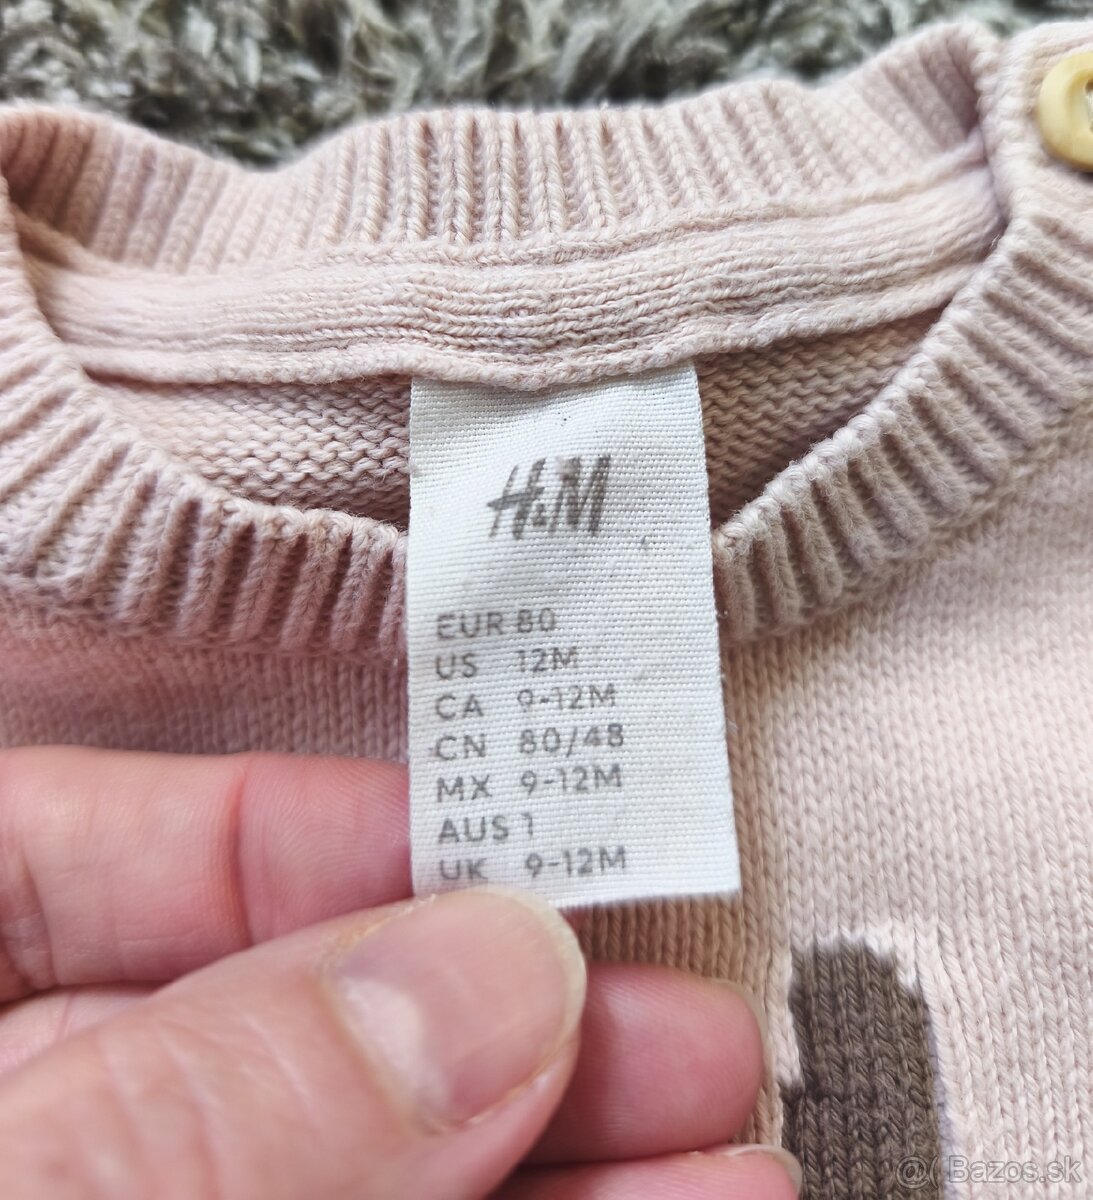 H&M
EUR 80
US 12M
CA 9-12M
CN 80/48
MX 9-12M
AUS 1
UK 9-12M
@( Bazos.sk